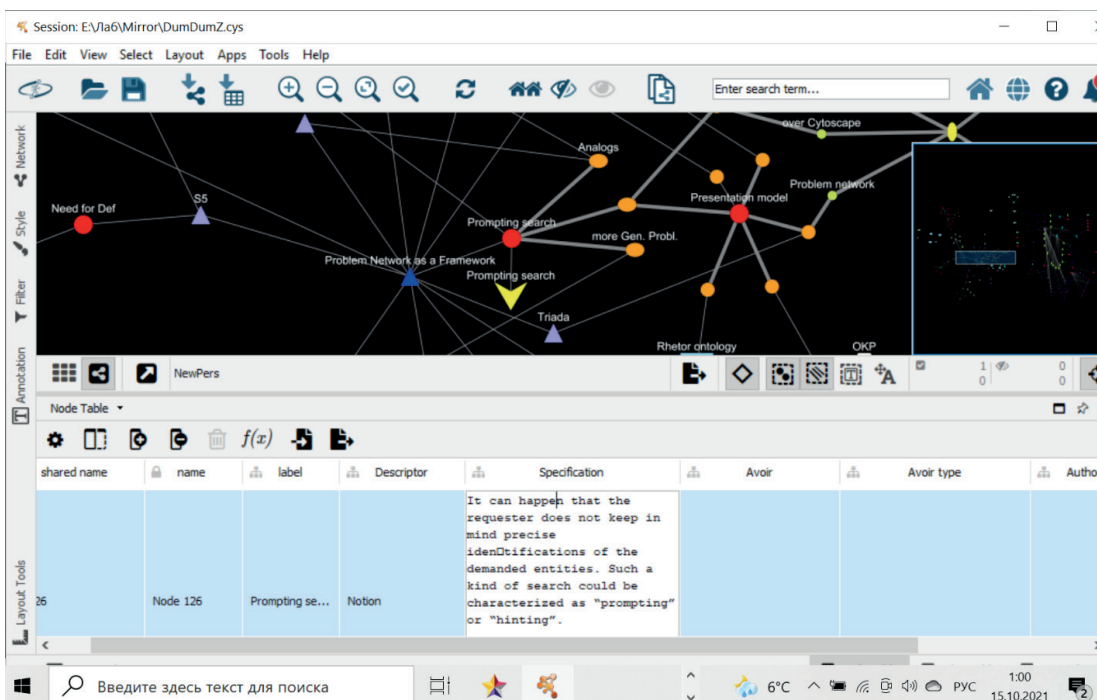 Session: E:\Лаб\Mirror\DumDumZ.cys
File Edit View Select Layout Apps Tools Help
Enter search term...
Network
Style
Filter
Annotation
Layout Tools
over Cytoscape
Analogs
Problem network
S5
Need for Def
Presentation model
Prompting search
more Gen. Probl.
Problem Network as a Framework
Prompting search
Triada
Rhetor ontology
OKP
NewPers
1
0
0
0
Node Table
f(x)
shared name name label Descriptor Specification Avoir Avoir type Autho
It can happen that the
requester does not keep in
mind precise
iden□tifications of the
demanded entities. Such a
kind of search could be
characterized as “prompting”
or “hinting”.
26 Node 126 Prompting se... Notion
Введите здесь текст для поиска
6°C
РУС
1:00
15.10.2021
2